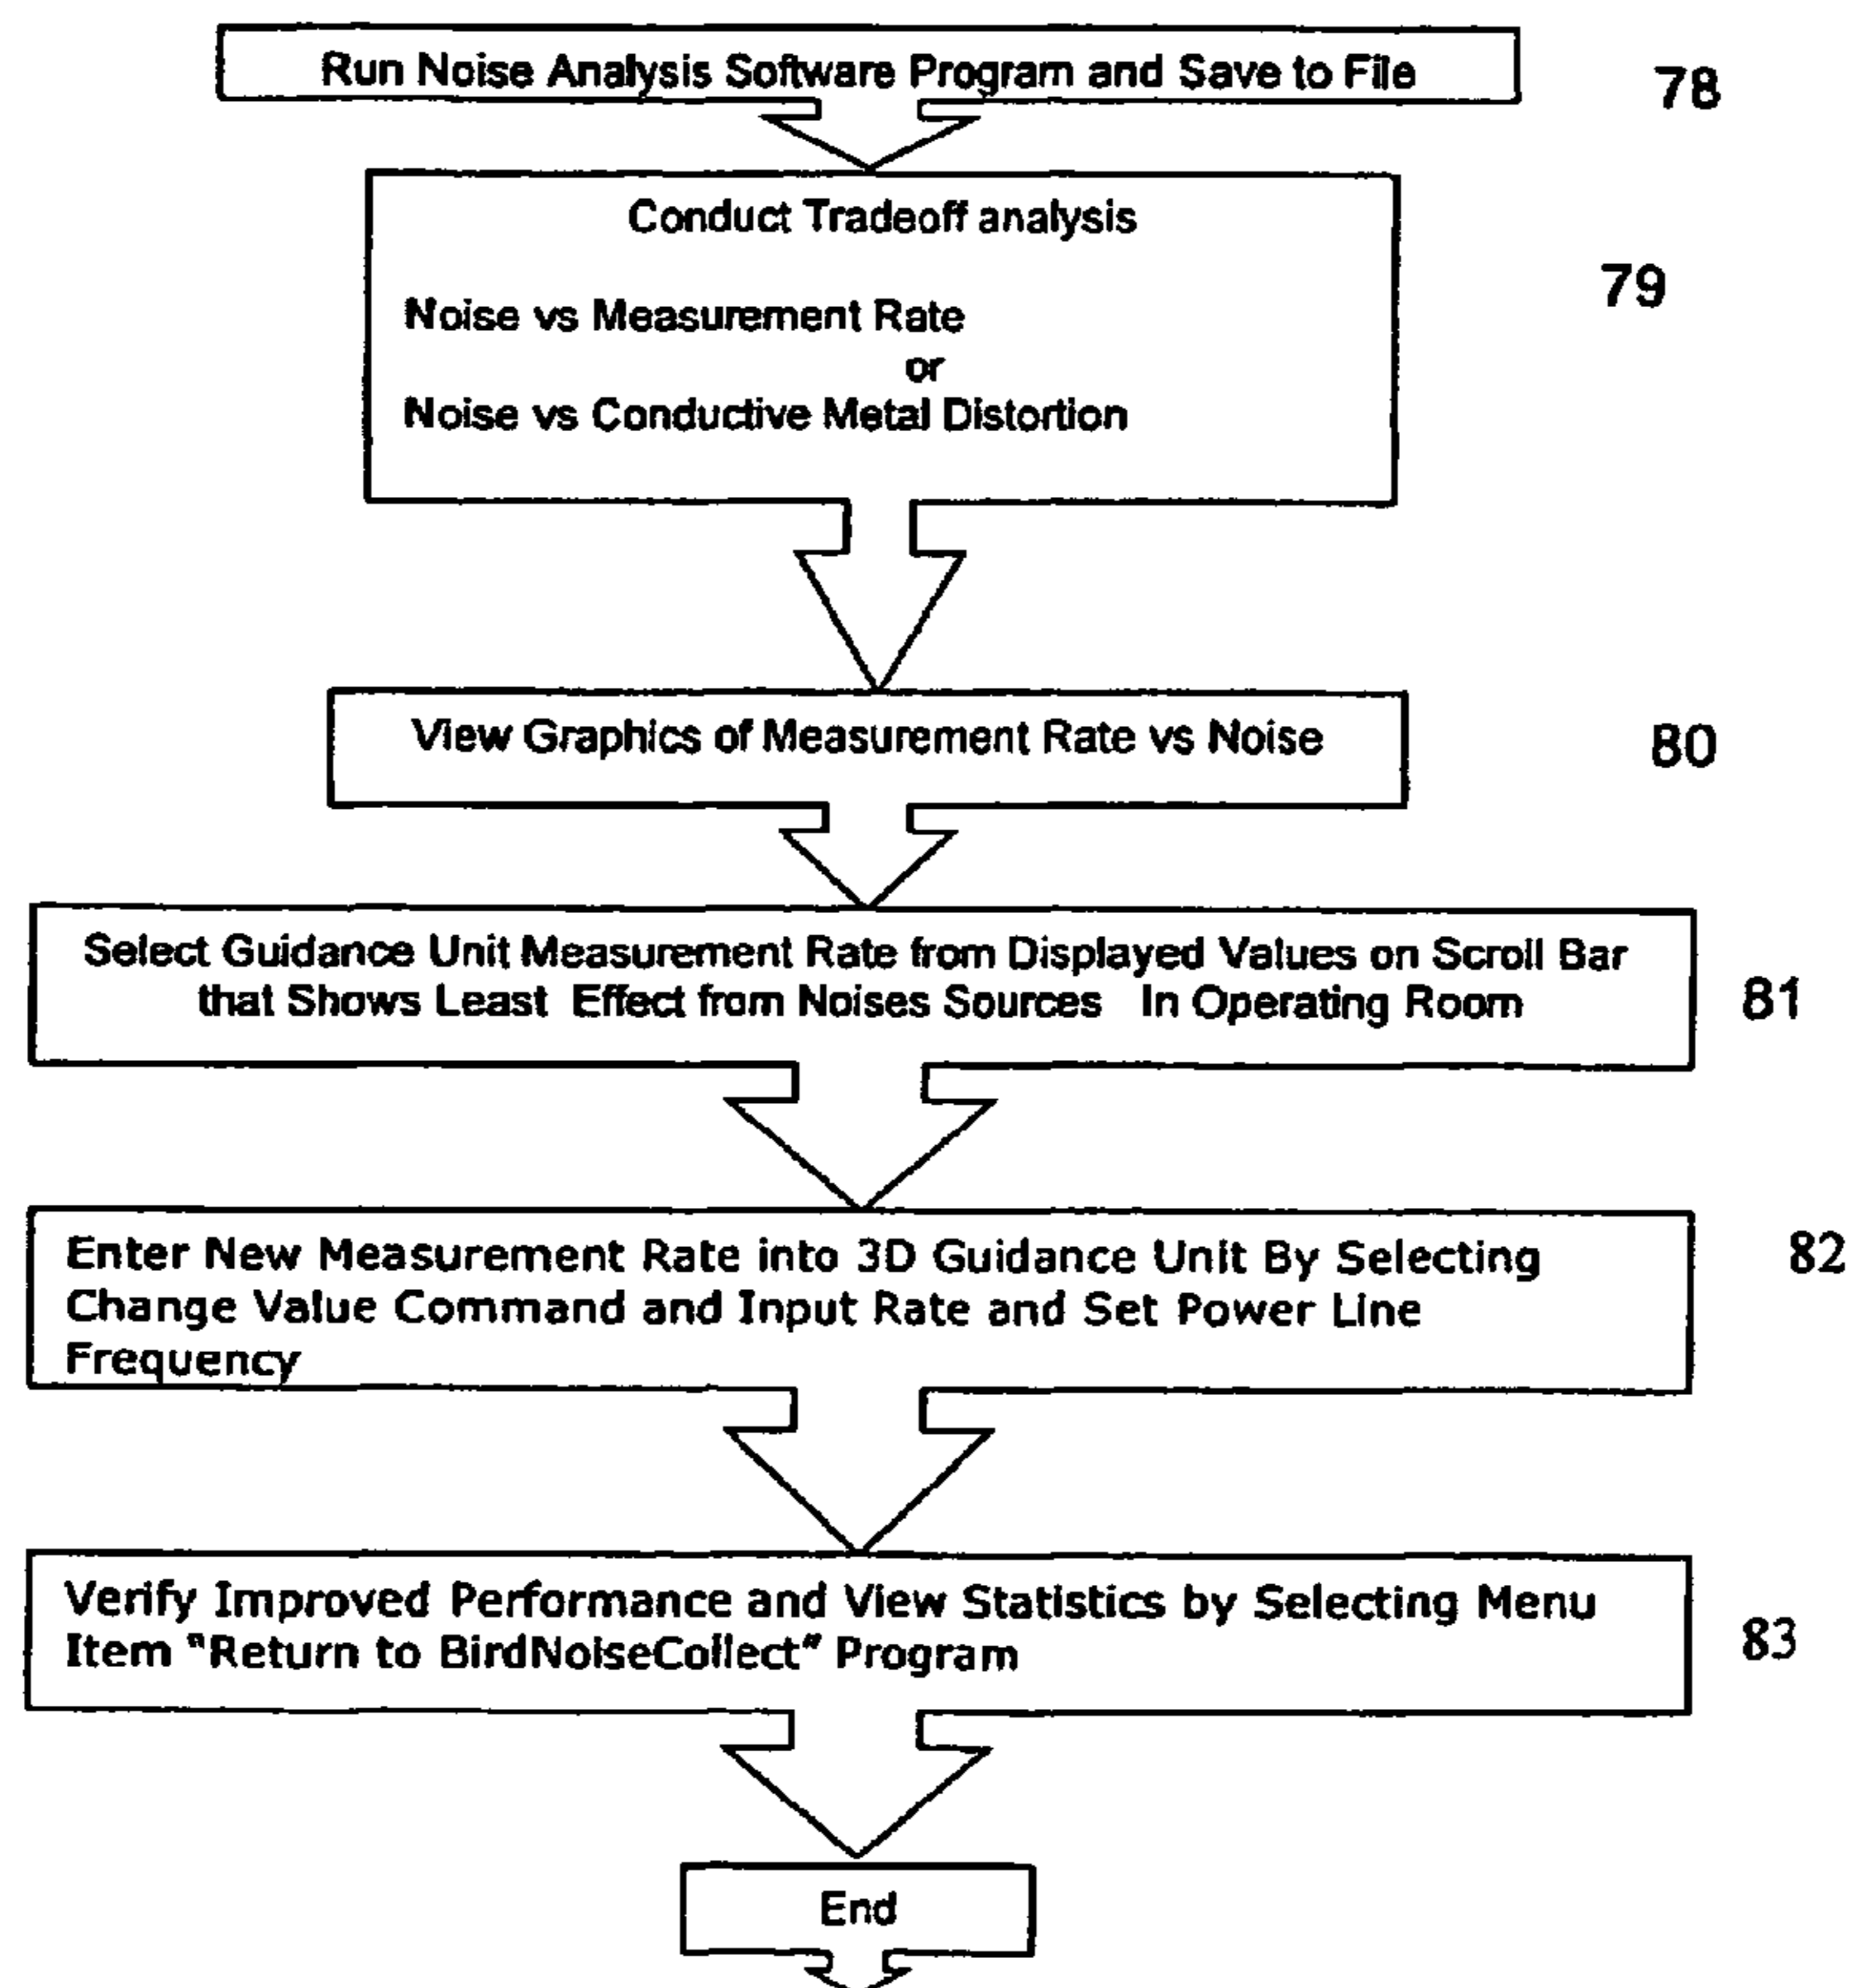 Run Noise Analysis Software Program and Save to File
78
Conduct Tradeoff analysis
79
Noise vs Measurement Rate
or
Noise vs Conductive Metal Distortion
View Graphics of Measurement Rate vs Noise
80
Select Guidance Unit Measurement Rate from Displayed Values on Scroll Bar
that Shows Least Effect from Noises Sources In Operating Room
81
Enter New Measurement Rate into 3D Guidance Unit By Selecting
Change Value Command and Input Rate and Set Power Line
Frequency
82
Verify Improved Performance and View Statistics by Selecting Menu
Item "Return to BirdNoiseCollect" Program
83
End